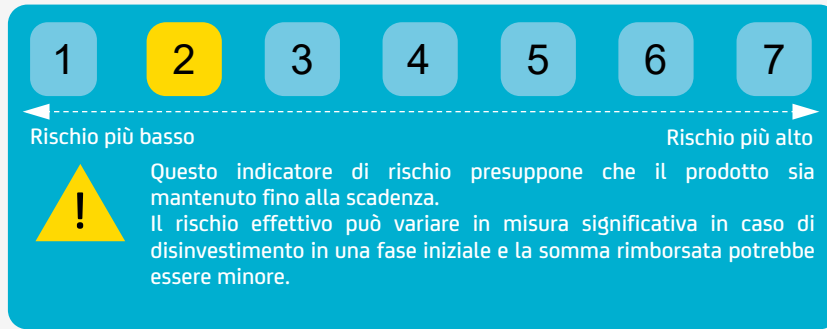 1 2 3 4 5 6 7
Rischio più basso Rischio più alto
!
Questo indicatore di rischio presuppone che il prodotto sia
mantenuto fino alla scadenza.
Il rischio effettivo può variare in misura significativa in caso di
disinvestimento in una fase iniziale e la somma rimborsata potrebbe
essere minore.